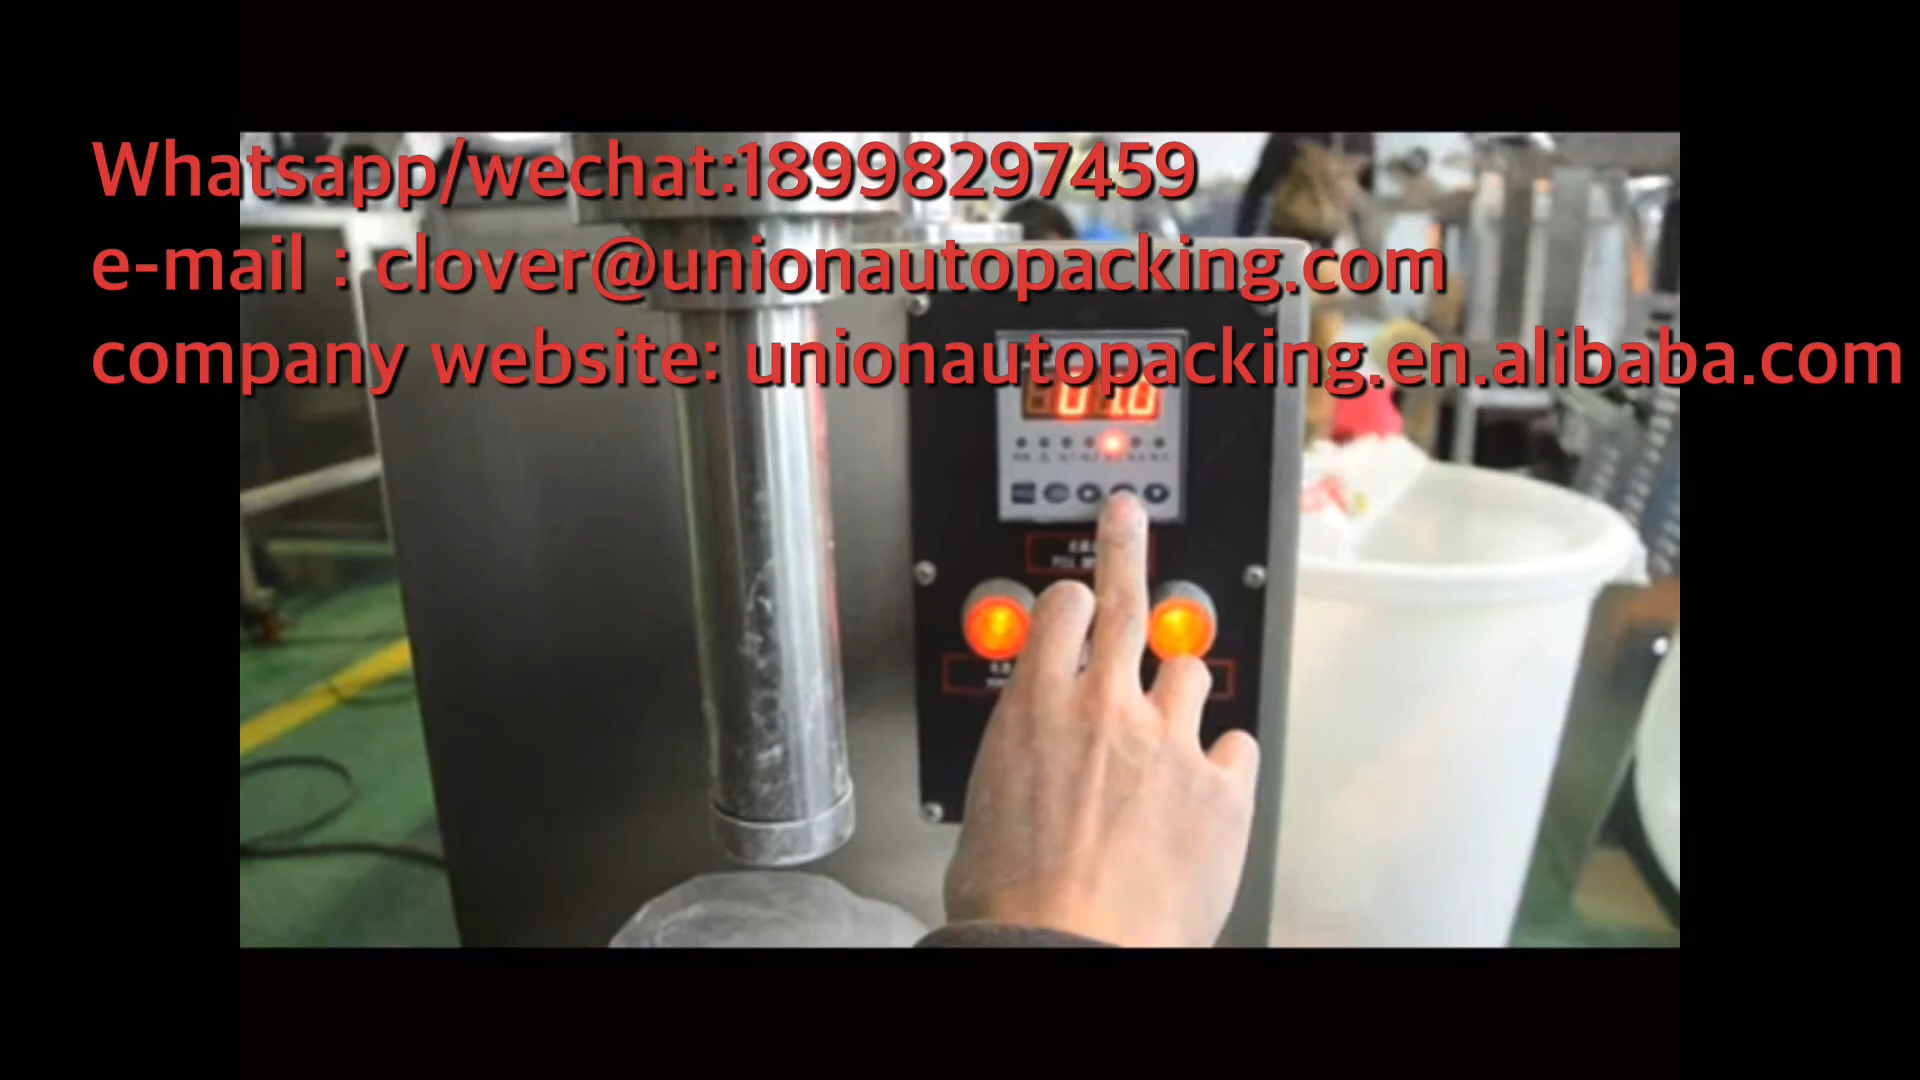 Whatsapp/wechat:18998297459
e-mail : clover@unionautopacking.com
company website: unionautopacking.en.alibaba.com